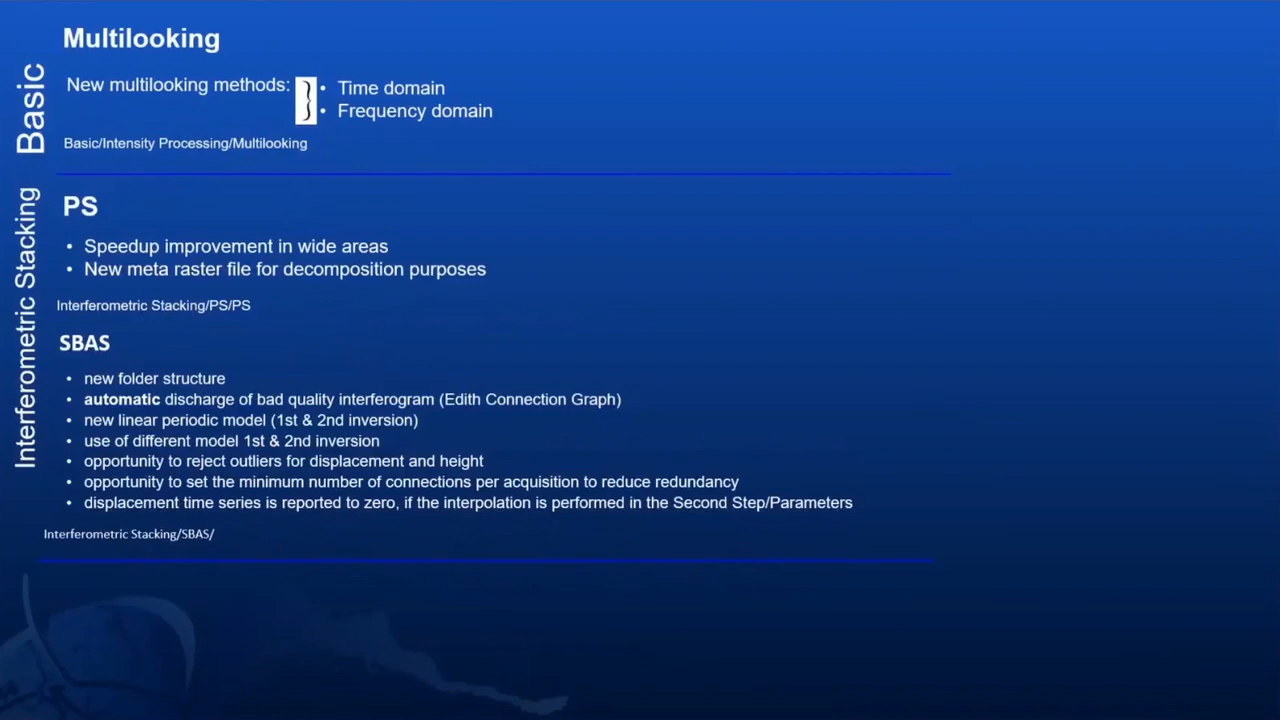 Basic
Multilooking
New multilooking methods:
• Time domain
• Frequency domain
Basic/Intensity Processing/Multilooking
Interferometric Stacking
PS
• Speedup improvement in wide areas
• New meta raster file for decomposition purposes
Interferometric Stacking/PS/PS
SBAS
• new folder structure
• automatic discharge of bad quality interferogram (Edith Connection Graph)
• new linear periodic model (1st & 2nd inversion)
• use of different model 1st & 2nd inversion
• opportunity to reject outliers for displacement and height
• opportunity to set the minimum number of connections per acquisition to reduce redundancy
• displacement time series is reported to zero, if the interpolation is performed in the Second Step/Parameters
Interferometric Stacking/SBAS/